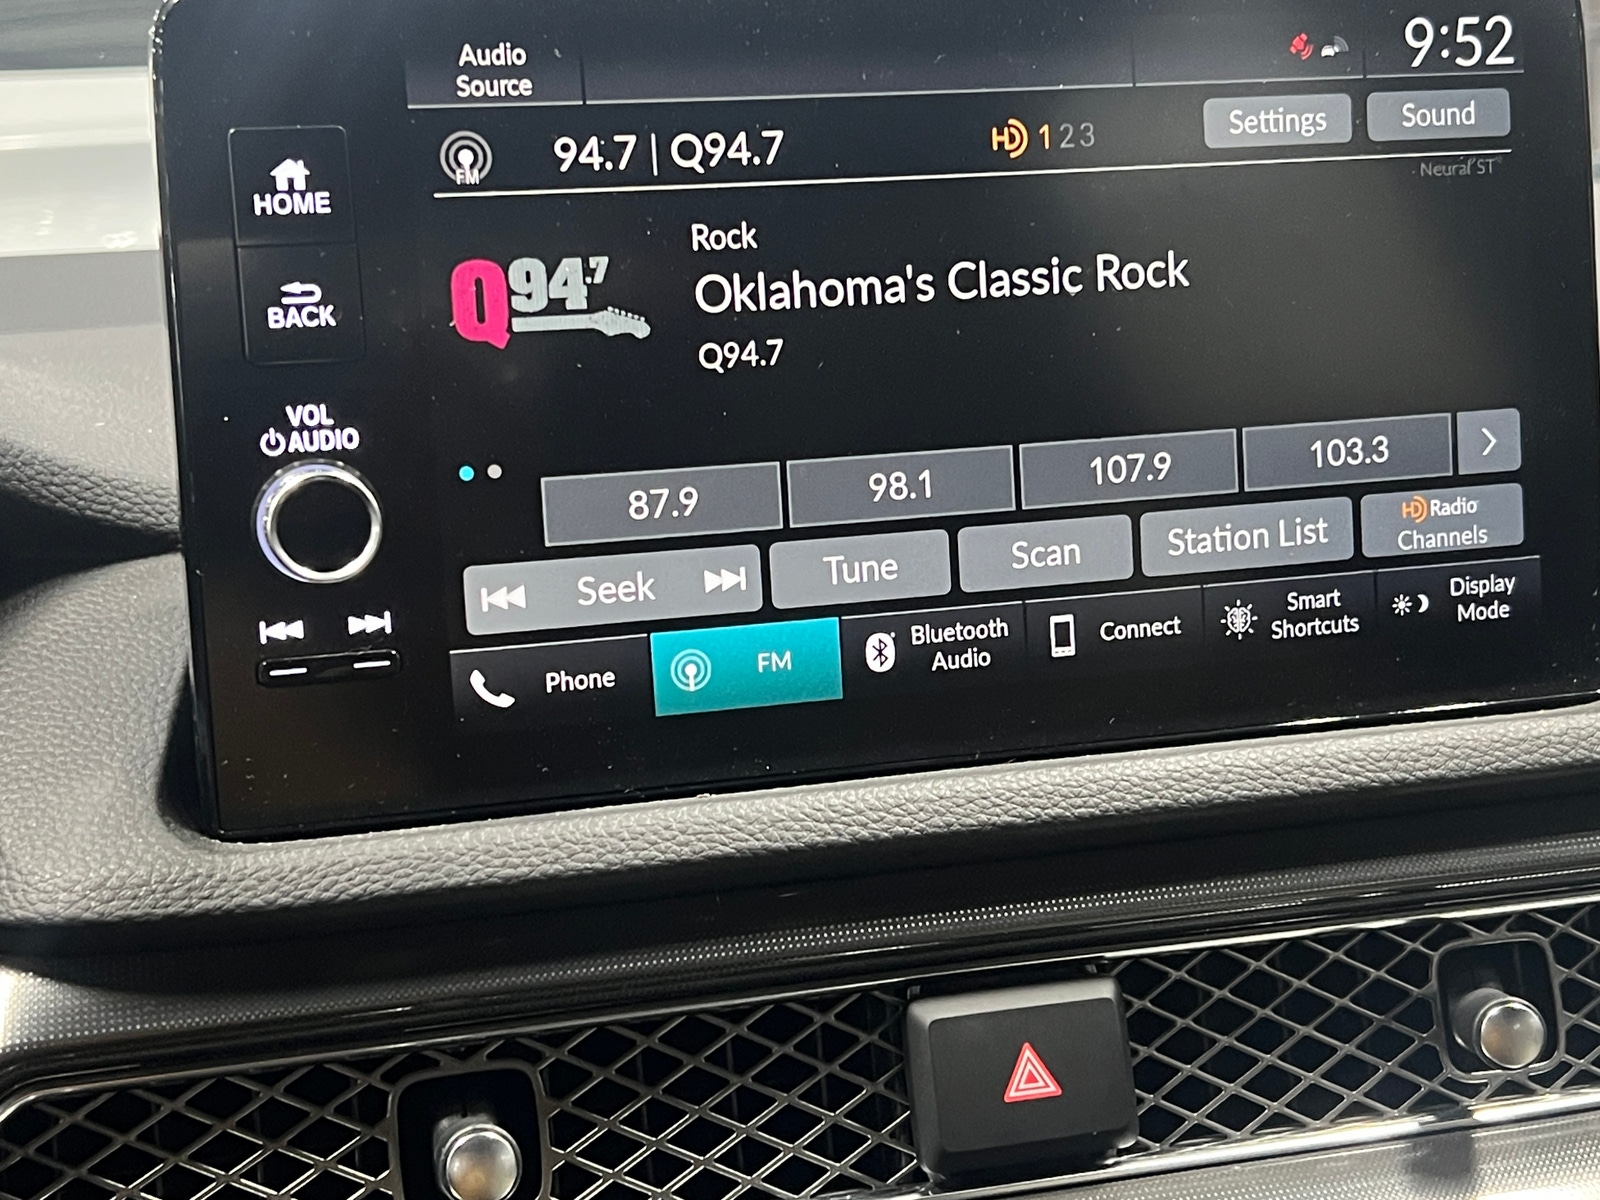 Audio
Source
9:52
FM
94.7 | Q94.7
HD 1 2 3
Settings
Sound
Neural ST
HOME
BACK
Rock
Q94.7
Oklahoma's Classic Rock
Q94.7
VOL
AUDIO
87.9
98.1
107.9
103.3
Seek
Tune
Scan
Station List
HD Radio
Channels
Phone
FM
Bluetooth
Audio
Connect
Smart
Shortcuts
Display
Mode